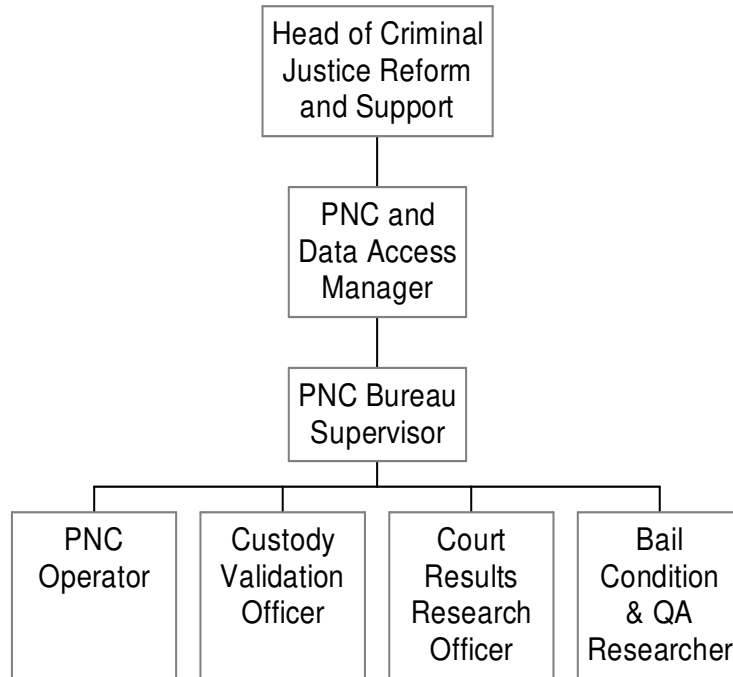 Head of Criminal
Justice Reform
and Support
PNC and
Data Access
Manager
PNC Bureau
Supervisor
PNC
Operator
Custody
Validation
Officer
Court
Results
Research
Officer
Bail
Condition
& QA
Researcher